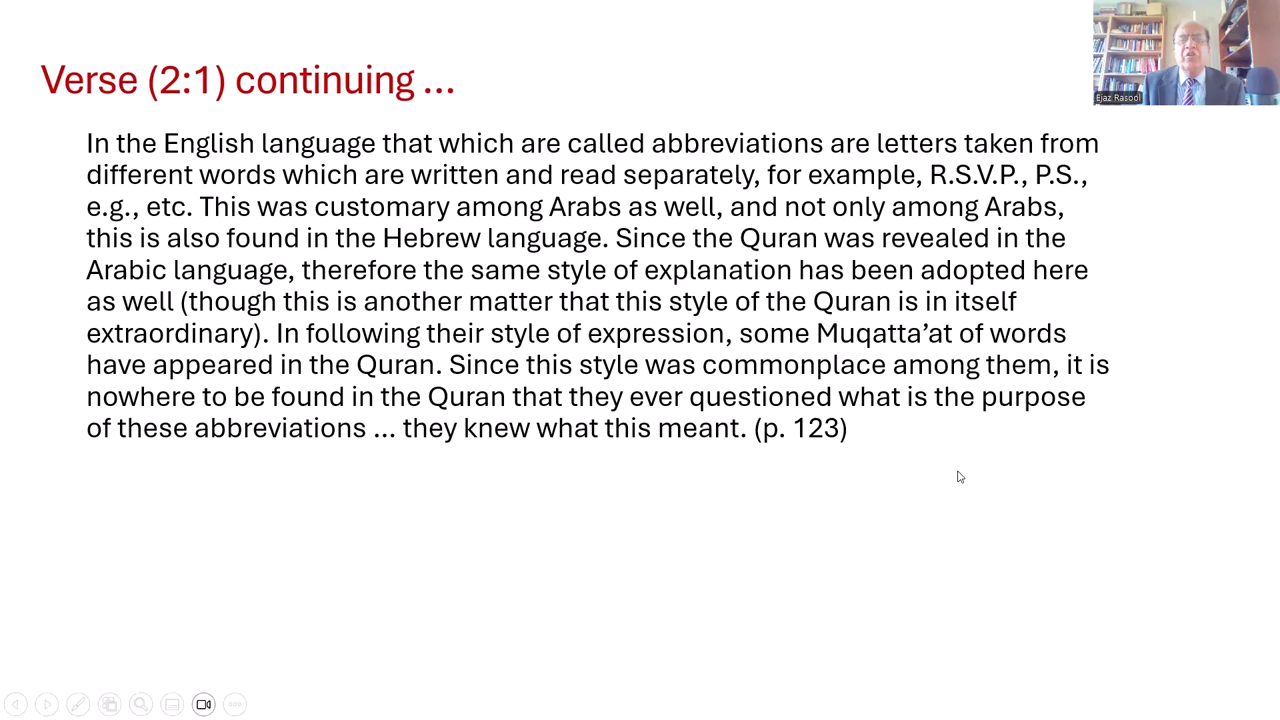 Verse (2:1) continuing ...
Ejaz Rasool
In the English language that which are called abbreviations are letters taken from
different words which are written and read separately, for example, R.S.V.P., P.S.,
e.g., etc. This was customary among Arabs as well, and not only among Arabs,
this is also found in the Hebrew language. Since the Quran was revealed in the
Arabic language, therefore the same style of explanation has been adopted here
as well (though this is another matter that this style of the Quran is in itself
extraordinary). In following their style of expression, some Muqatta’at of words
have appeared in the Quran. Since this style was commonplace among them, it is
nowhere to be found in the Quran that they ever questioned what is the purpose
of these abbreviations ... they knew what this meant. (p. 123)